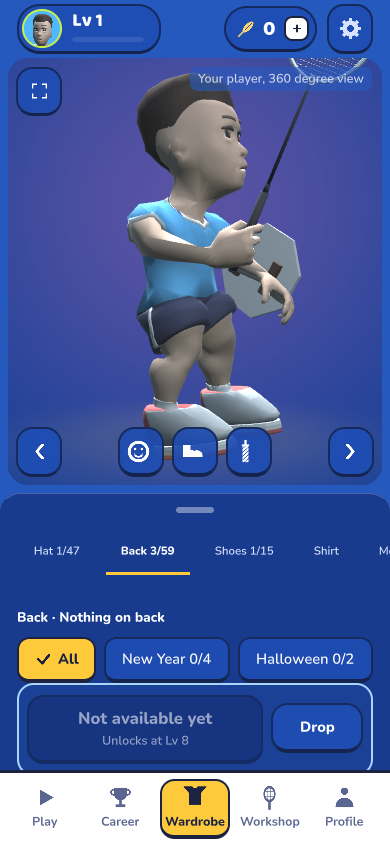 Lv 1
0
+
Your player, 360 degree view
Hat 1/47
Back 3/59
Shoes 1/15
Shirt
Back · Nothing on back
All
New Year 0/4
Halloween 0/2
Not available yet
Unlocks at Lv 8
Drop
Play
Career
Wardrobe
Workshop
Profile